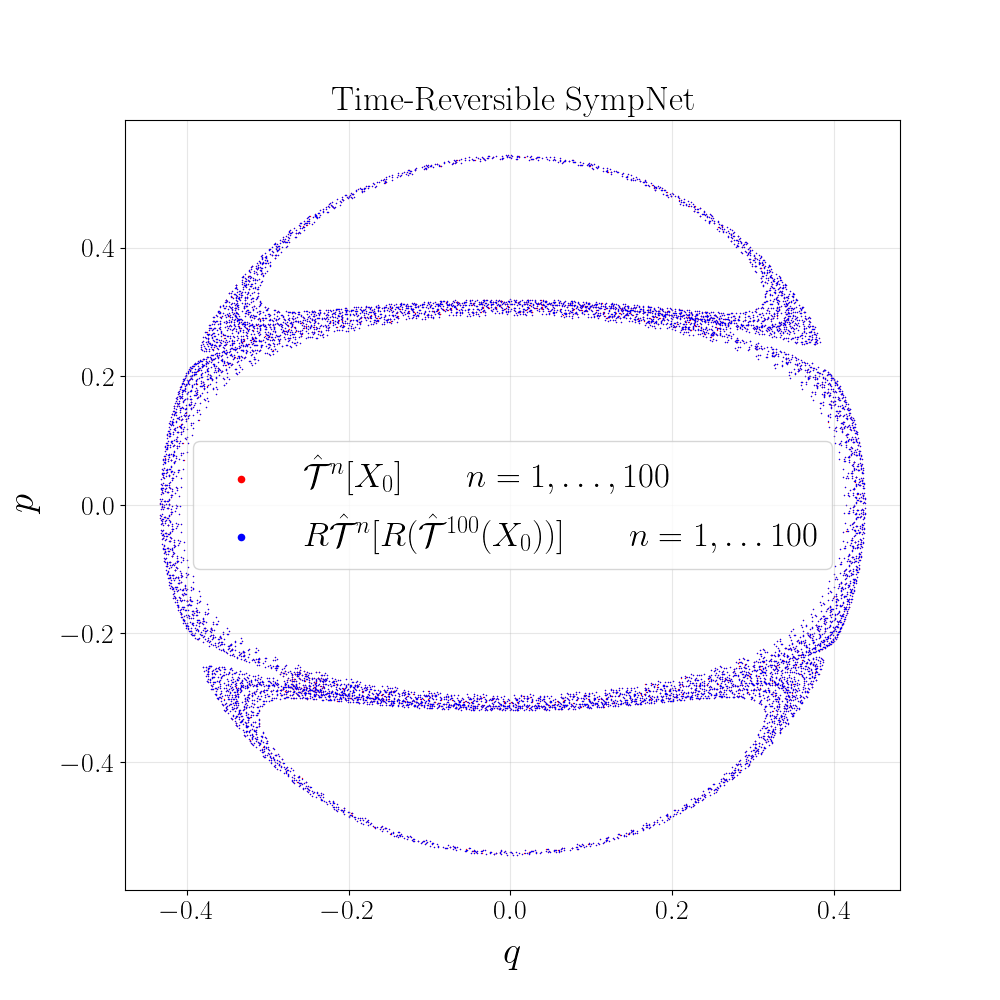 Time-Reversible SympNet
p
0.4
0.2
0.0
−0.2
−0.4
𝒯̂ⁿ[X₀] n = 1, . . . , 100
R𝒯̂ⁿ[R(𝒯̂¹⁰⁰(X₀))] n = 1, . . . 100
−0.4 −0.2 0.0 0.2 0.4
q